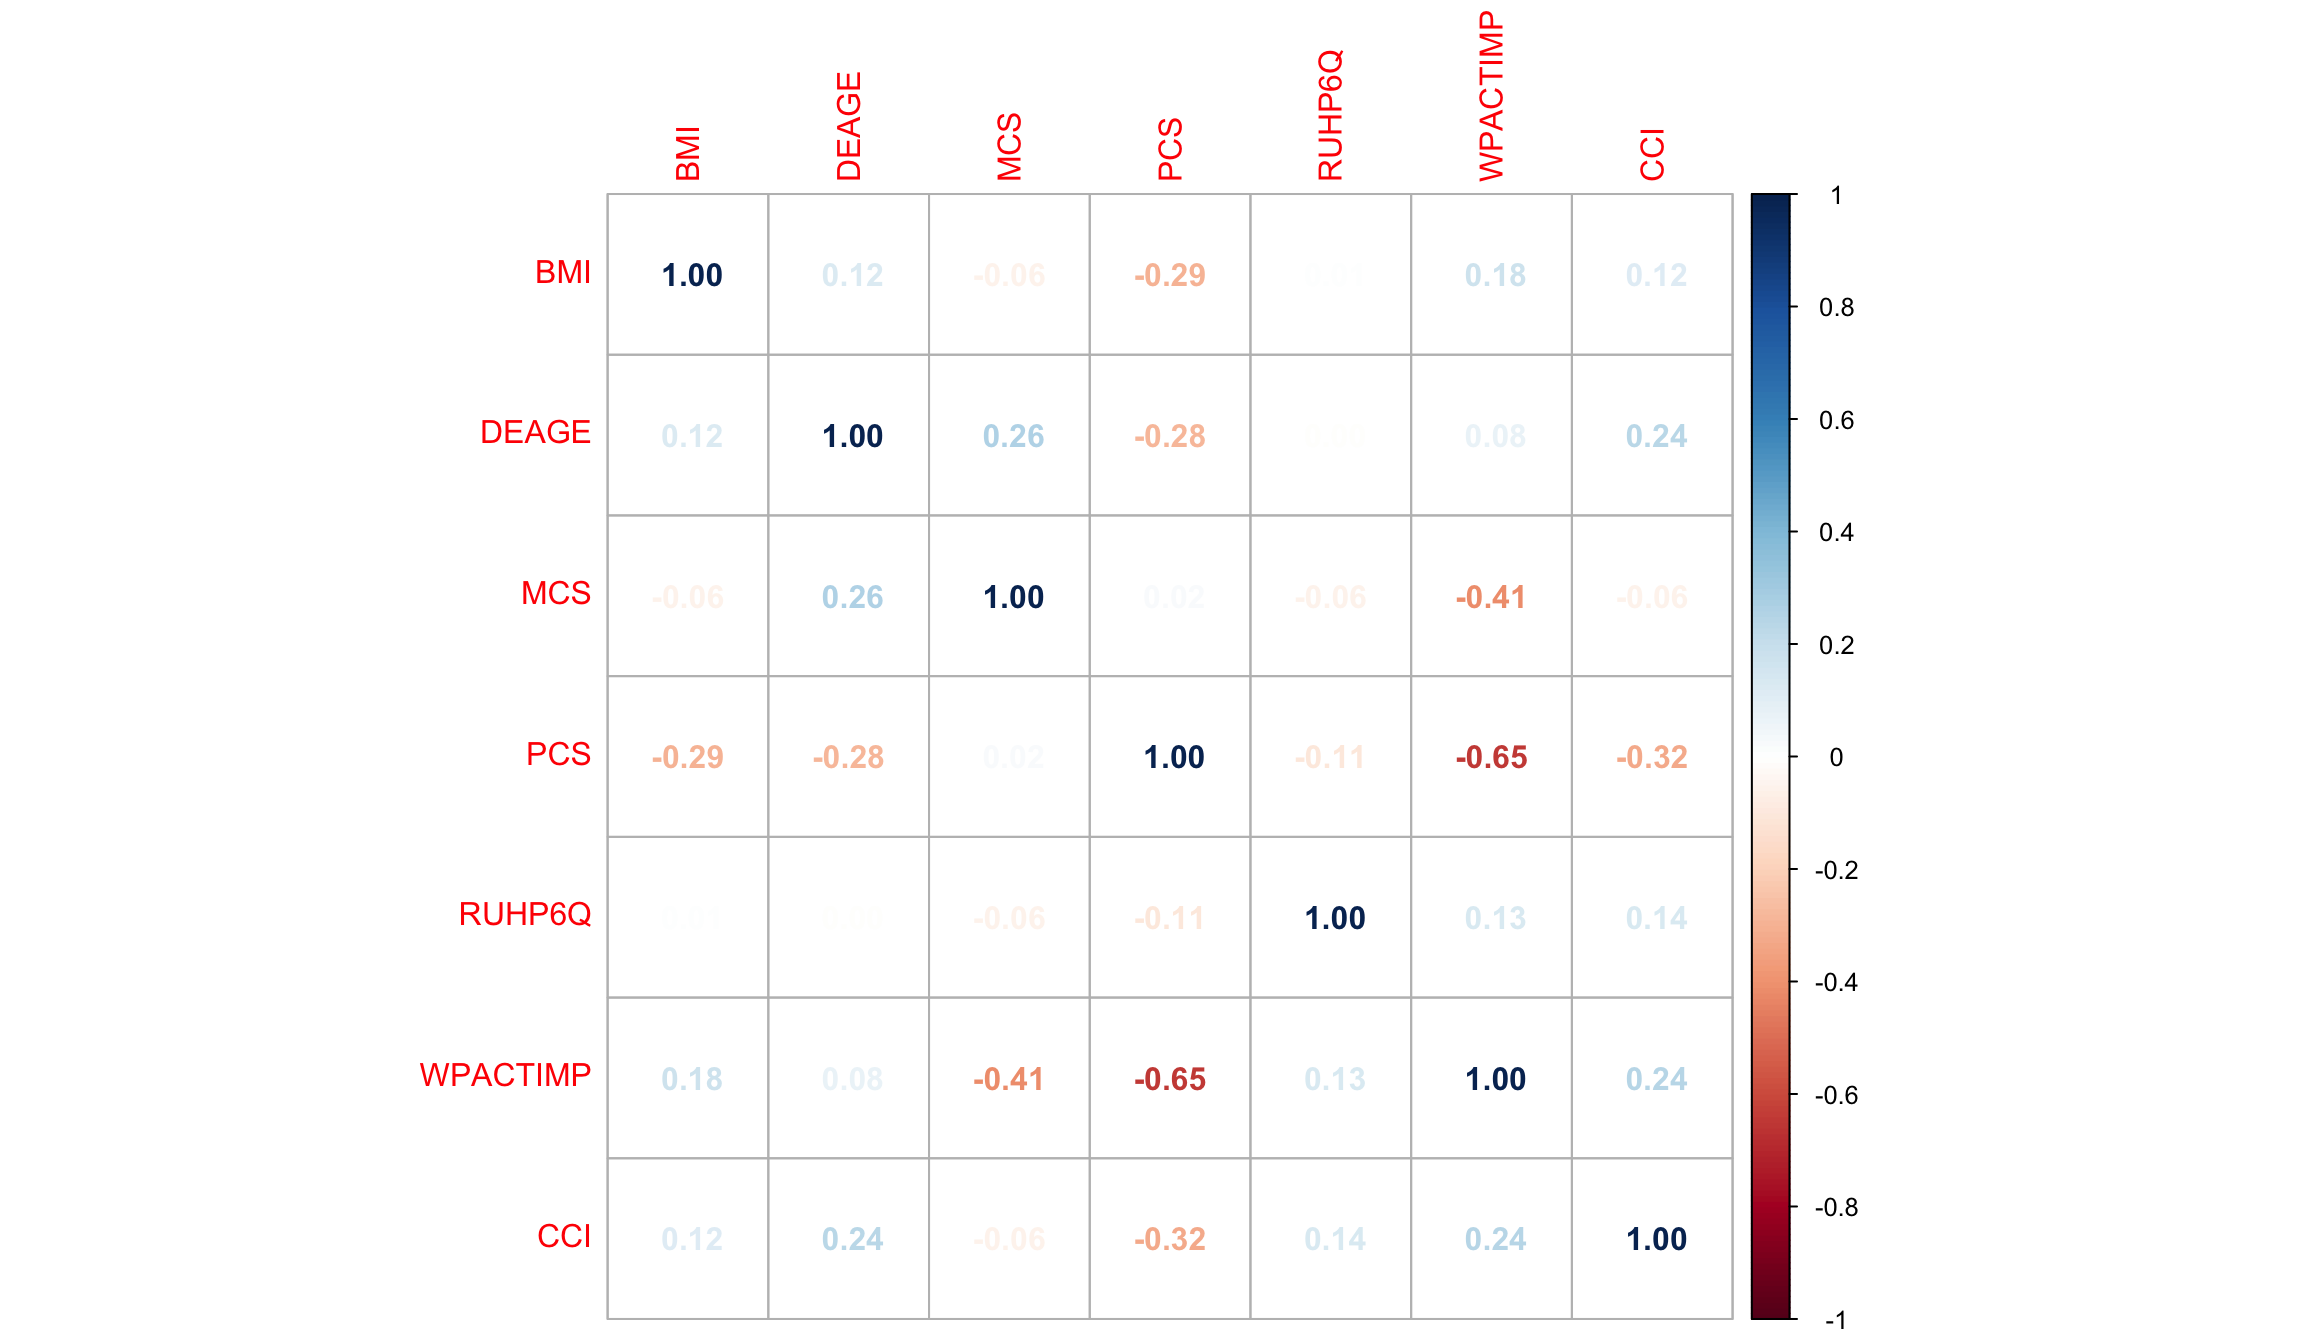 BMI DEAGE MCS PCS RUHP6Q WPACTIMP CCI
BMI 1.00 0.12 -0.06 -0.29 0.18 0.12
DEAGE 0.12 1.00 0.26 -0.28 0.08 0.24
MCS -0.06 0.26 1.00 0.02 -0.06 -0.41 -0.06
PCS -0.29 -0.28 0.02 1.00 -0.11 -0.65 -0.32
RUHP6Q -0.06 -0.11 1.00 0.13 0.14
WPACTIMP 0.18 0.08 -0.41 -0.65 0.13 1.00 0.24
CCI 0.12 0.24 -0.06 -0.32 0.14 0.24 1.00
1
0.8
0.6
0.4
0.2
0
-0.2
-0.4
-0.6
-0.8
-1